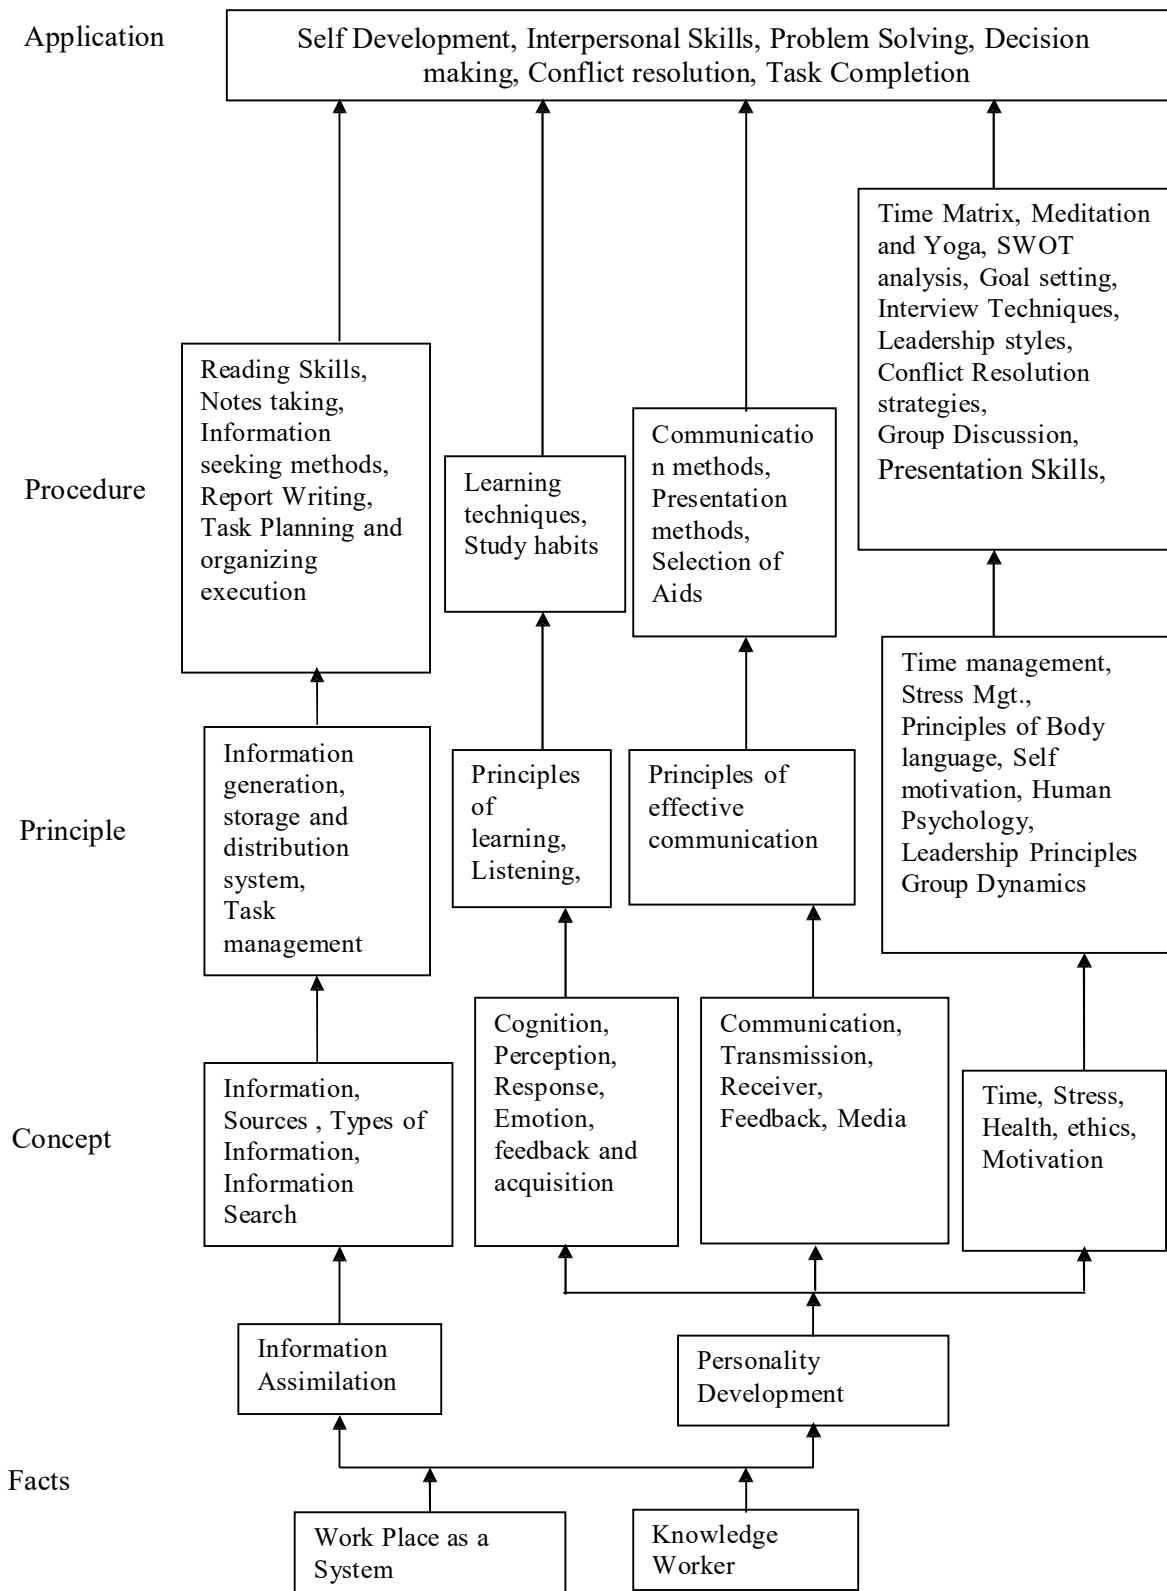 Application
Self Development, Interpersonal Skills, Problem Solving, Decision
making, Conflict resolution, Task Completion
Procedure
Reading Skills,
Notes taking,
Information
seeking methods,
Report Writing,
Task Planning and
organizing
execution
Learning
techniques,
Study habits
Communicatio
n methods,
Presentation
methods,
Selection of
Aids
Time Matrix, Meditation
and Yoga, SWOT
analysis, Goal setting,
Interview Techniques,
Leadership styles,
Conflict Resolution
strategies,
Group Discussion,
Presentation Skills,
Principle
Information
generation,
storage and
distribution
system,
Task
management
Principles
of
learning,
Listening,
Principles of
effective
communication
Time management,
Stress Mgt.,
Principles of Body
language, Self
motivation, Human
Psychology,
Leadership Principles
Group Dynamics
Concept
Information,
Sources , Types of
Information,
Information
Search
Cognition,
Perception,
Response,
Emotion,
feedback and
acquisition
Communication,
Transmission,
Receiver,
Feedback, Media
Time, Stress,
Health, ethics,
Motivation
Information
Assimilation
Personality
Development
Facts
Work Place as a
System
Knowledge
Worker